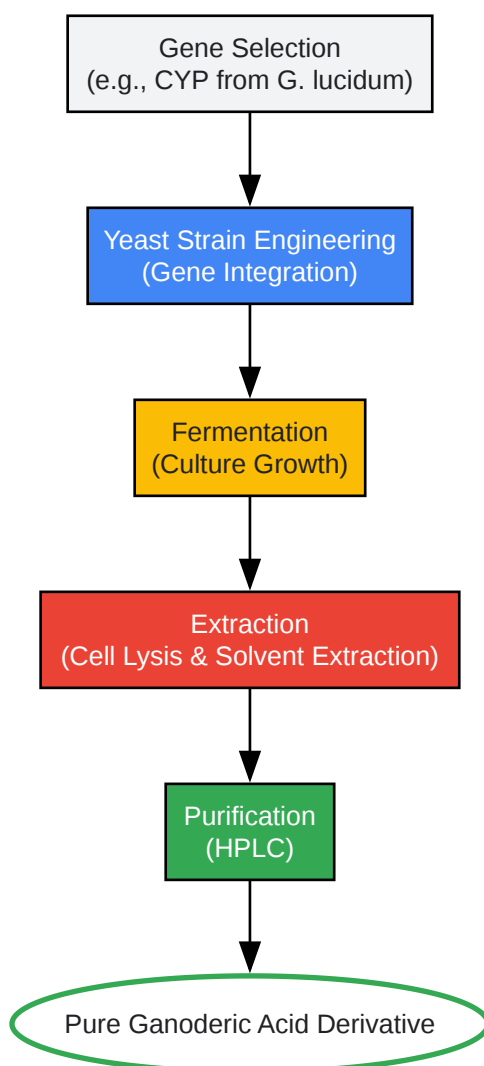 Gene Selection
(e.g., CYP from G. lucidum)
Yeast Strain Engineering
(Gene Integration)
Fermentation
(Culture Growth)
Extraction
(Cell Lysis & Solvent Extraction)
Purification
(HPLC)
Pure Ganoderic Acid Derivative